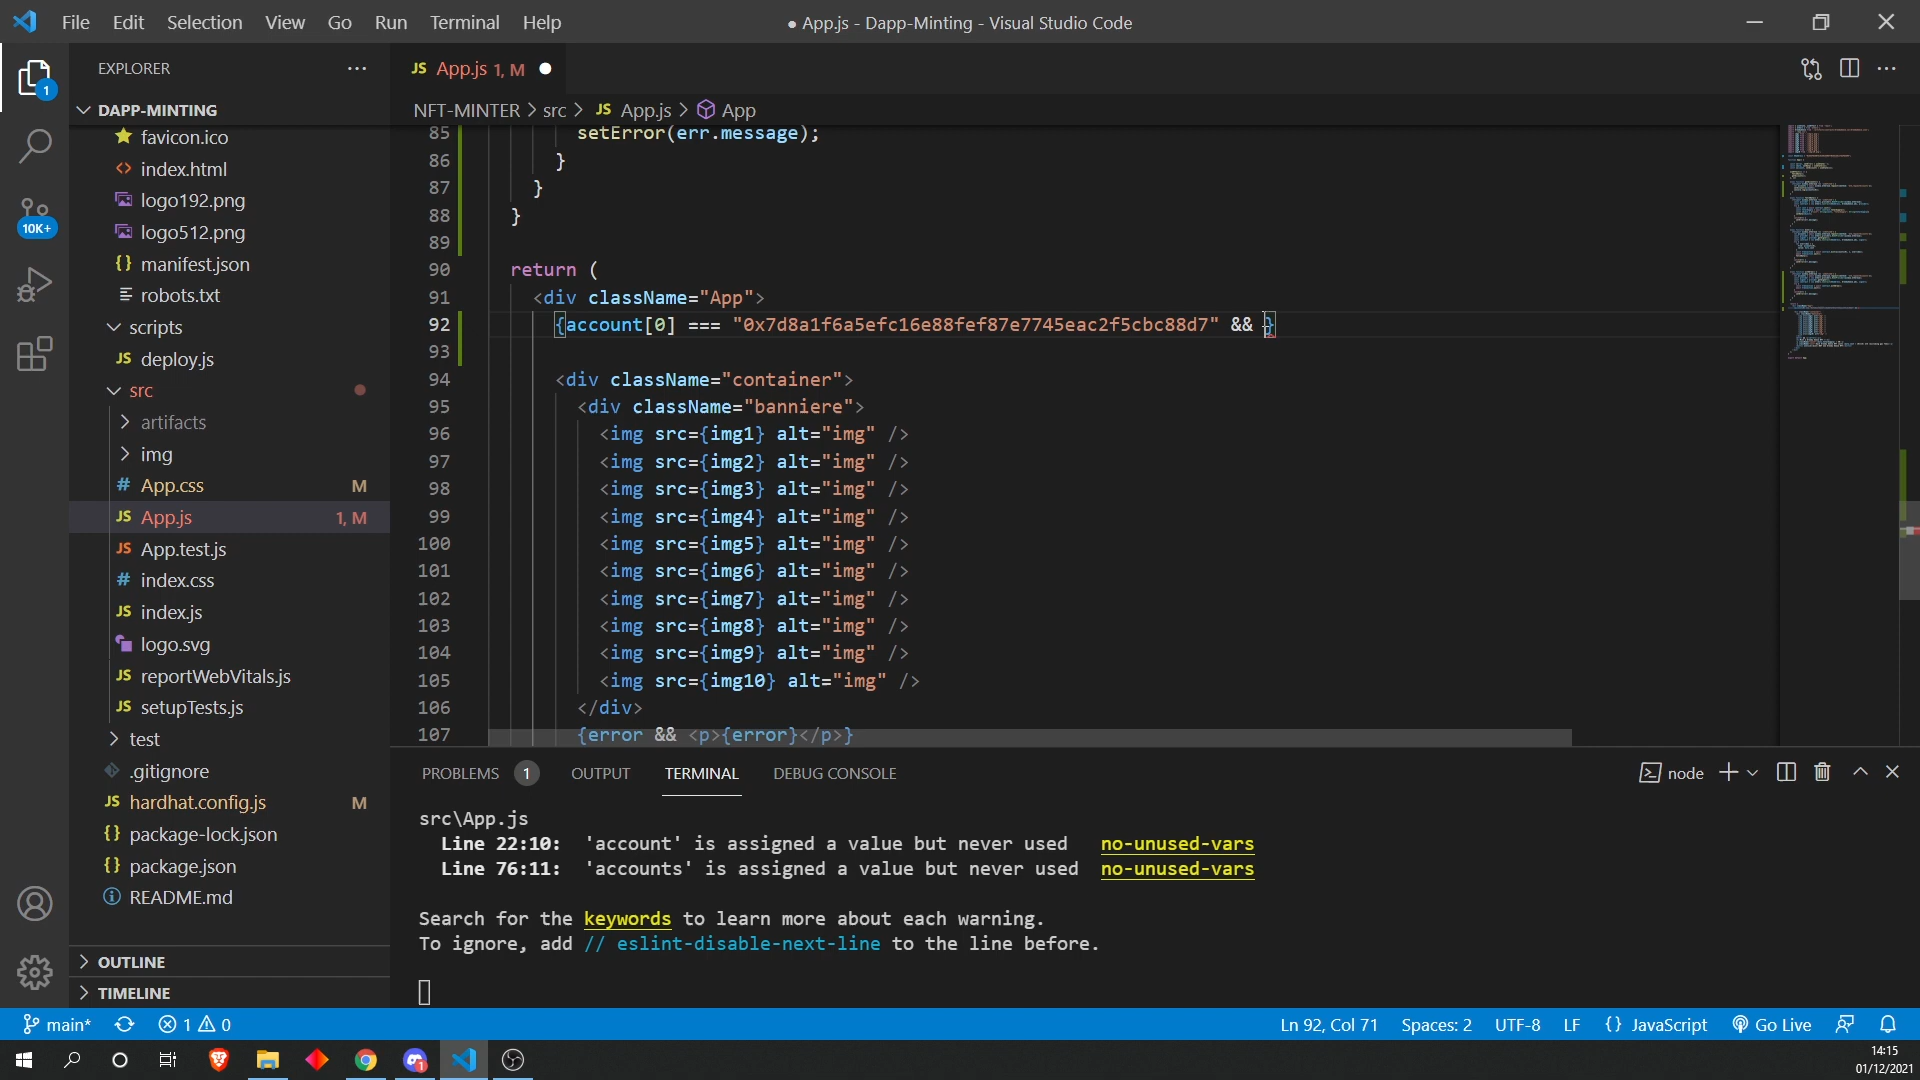 File Edit Selection View Go Run Terminal Help
● App.js - Dapp-Minting - Visual Studio Code
EXPLORER
JS App.js 1, M
DAPP-MINTING
NFT-MINTER > src > JS App.js > App
1
10K+
favicon.ico
index.html
logo192.png
logo512.png
{} manifest.json
robots.txt
scripts
JS deploy.js
src
artifacts
img
# App.css M
JS App.js 1, M
JS App.test.js
# index.css
JS index.js
logo.svg
JS reportWebVitals.js
JS setupTests.js
test
.gitignore
JS hardhat.config.js M
{} package-lock.json
{} package.json
README.md
OUTLINE
TIMELINE
85 setError(err.message);
86 }
87 }
88 }
89
90 return (
91 <div className="App">
92 {account[0] === "0x7d8a1f6a5efc16e88fef87e7745eac2f5cbc88d7" && }
93
94 <div className="container">
95 <div className="banniere">
96 <img src={img1} alt="img" />
97 <img src={img2} alt="img" />
98 <img src={img3} alt="img" />
99 <img src={img4} alt="img" />
100 <img src={img5} alt="img" />
101 <img src={img6} alt="img" />
102 <img src={img7} alt="img" />
103 <img src={img8} alt="img" />
104 <img src={img9} alt="img" />
105 <img src={img10} alt="img" />
106 </div>
107 {error && <p>{error}</p>}
PROBLEMS 1 OUTPUT TERMINAL DEBUG CONSOLE
node
src\App.js
Line 22:10: 'account' is assigned a value but never used no-unused-vars
Line 76:11: 'accounts' is assigned a value but never used no-unused-vars
Search for the keywords to learn more about each warning.
To ignore, add // eslint-disable-next-line to the line before.
main* 1 0
Ln 92, Col 71 Spaces: 2 UTF-8 LF {} JavaScript Go Live
1
14:15
01/12/2021